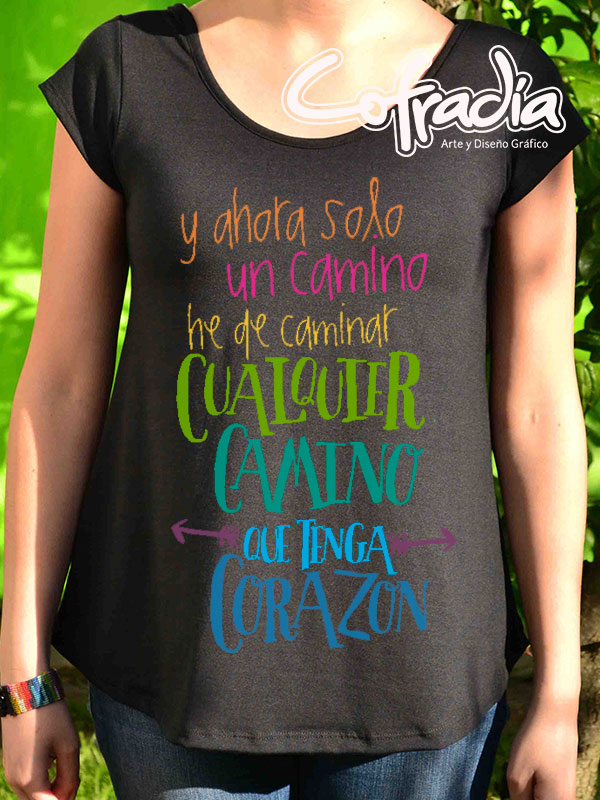 Cofradía
Arte y Diseño Gráfico
y ahora solo
un camino
he de caminar
CUALQUIER
CAMINO
QUE TENGA
CORAZON